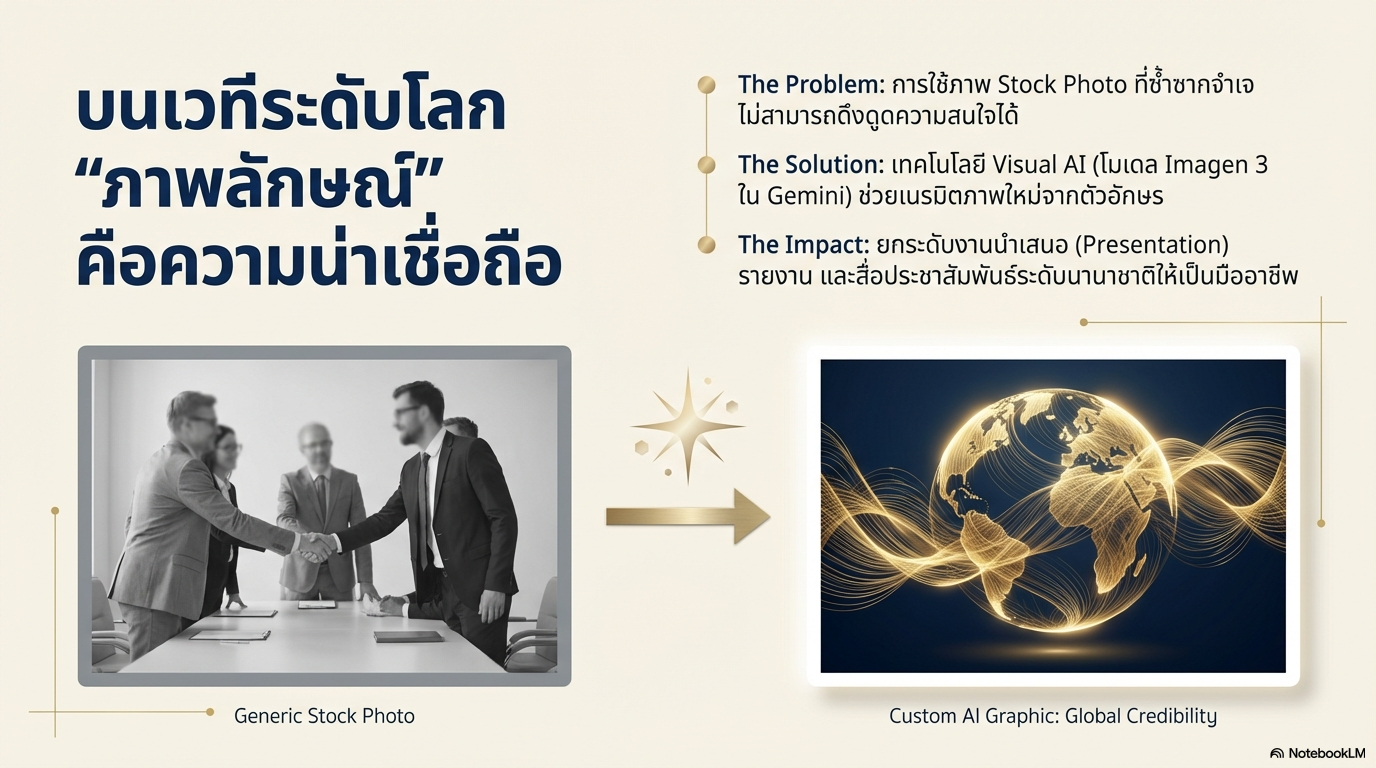 บนเวทีระดับโลก
“ภาพลักษณ์”
คือความน่าเชื่อถือ
The Problem: การใช้ภาพ Stock Photo ที่ซ้ำซากจำเจ
ไม่สามารถดึงดูดความสนใจได้
The Solution: เทคโนโลยี Visual AI (โมเดล Imagen 3
ใน Gemini) ช่วยเนรมิตภาพใหม่จากตัวอักษร
The Impact: ยกระดับงานนำเสนอ (Presentation)
รายงาน และสื่อประชาสัมพันธ์ระดับนานาชาติให้เป็นมืออาชีพ
Generic Stock Photo
Custom AI Graphic: Global Credibility
NotebookLM